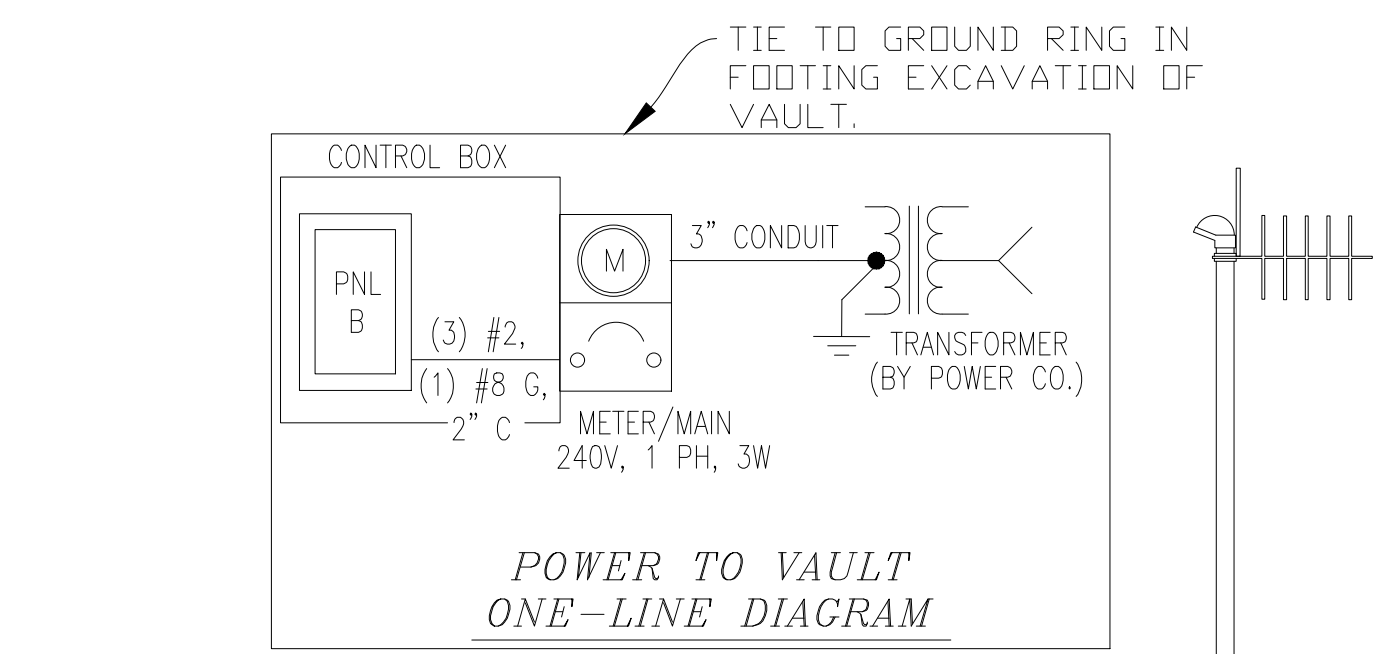 TIE TO GROUND RING IN
FOOTING EXCAVATION OF
VAULT.
CONTROL BOX
3” CONDUIT
M
PNL
B
(3) #2,
(1) #8 G,
2” C
TRANSFORMER
(BY POWER CO.)
METER/MAIN
240V, 1 PH, 3W
POWER TO VAULT
ONE-LINE DIAGRAM